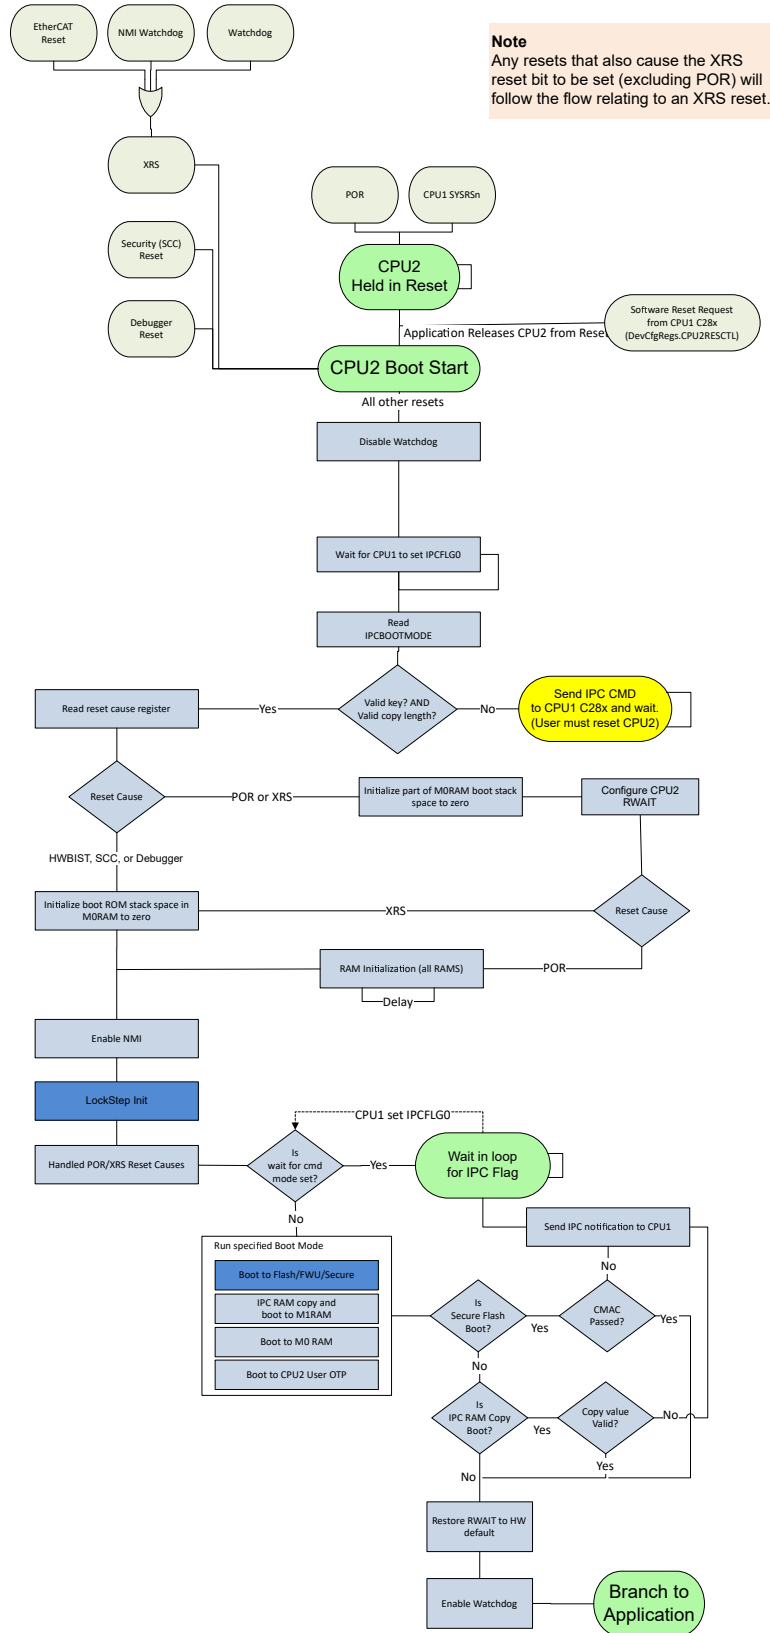 EtherCAT
Reset
NMI Watchdog
Watchdog
Note
Any resets that also cause the XRS
reset bit to be set (excluding POR) will
follow the flow relating to an XRS reset.
XRS
POR
CPU1 SYSRSn
Security (SCC)
Reset
CPU2
Held in Reset
Debugger
Reset
Application Releases CPU2 from Rese
Software Reset Request
from CPU1 C28x
(DevCfgRegs.CPU2RESCTL)
CPU2 Boot Start
All other resets
Disable Watchdog
Wait for CPU1 to set IPCFLG0
Read
IPCBOOTMODE
Valid key? AND
Valid copy length?
Yes
No
Send IPC CMD
to CPU1 C28x and wait.
(User must reset CPU2)
Read reset cause register
Reset Cause
POR or XRS
Initialize part of M0RAM boot stack
space to zero
Configure CPU2
RWAIT
HWBIST, SCC, or Debugger
Initialize boot ROM stack space in
M0RAM to zero
XRS
Reset Cause
RAM Initialization (all RAMS)
POR
Delay
Enable NMI
LockStep Init
CPU1 set IPCFLG0
Handled POR/XRS Reset Causes
Is
wait for cmd
mode set?
Yes
Wait in loop
for IPC Flag
No
Send IPC notification to CPU1
Run specified Boot Mode
Boot to Flash/FWU/Secure
IPC RAM copy and
boot to M1RAM
Boot to M0 RAM
Boot to CPU2 User OTP
No
Is
Secure Flash
Boot?
Yes
CMAC
Passed?
Yes
No
Is
IPC RAM Copy
Boot?
Yes
Copy value
Valid?
No
Yes
No
Restore RWAIT to HW
default
Enable Watchdog
Branch to
Application